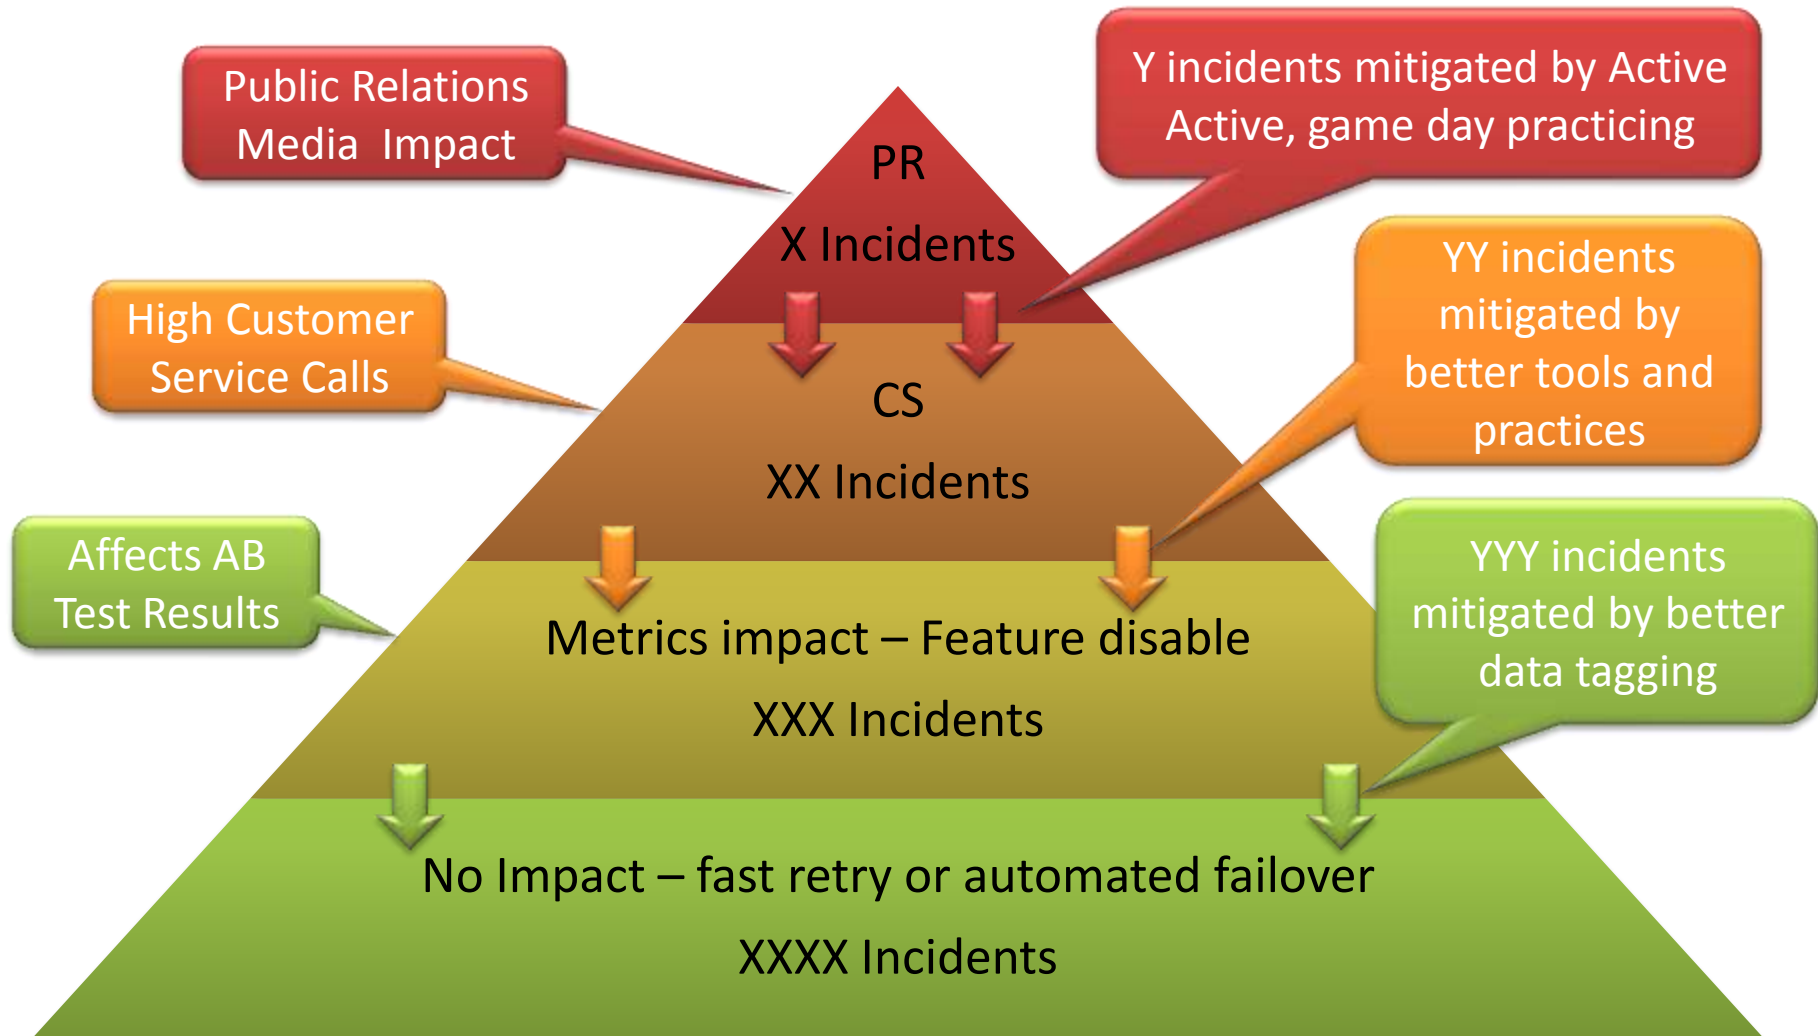 Public Relations
Media  Impact
Y incidents mitigated by Active
Active, game day practicing
PR
X Incidents
High Customer
Service Calls
YY incidents
mitigated by
better tools and
practices
CS
XX Incidents
Affects AB
Test Results
YYY incidents
mitigated by better
data tagging
Metrics impact – Feature disable
XXX Incidents
No Impact – fast retry or automated failover
XXXX Incidents